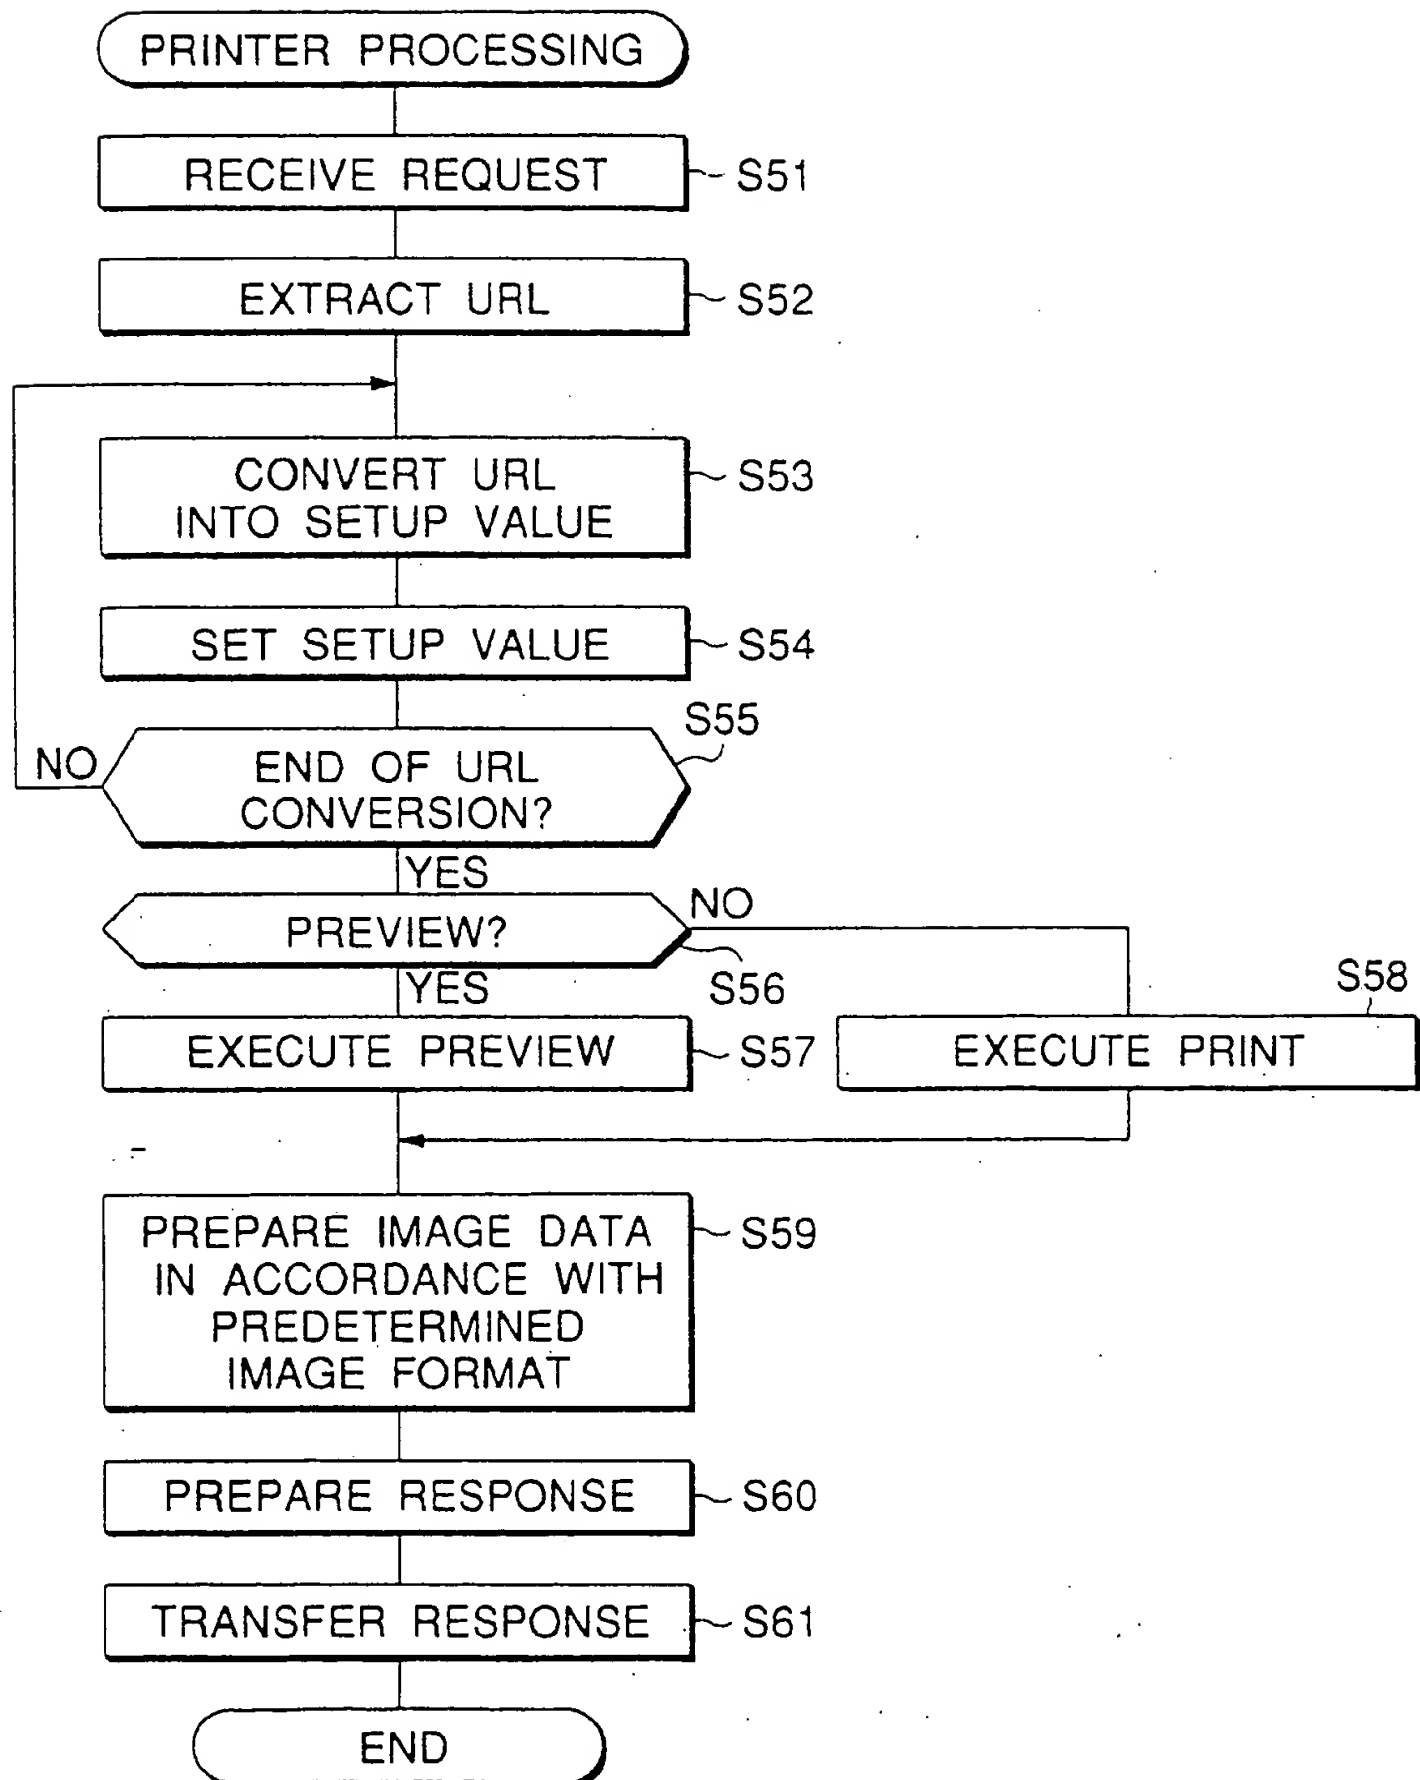 PRINTER PROCESSING
RECEIVE REQUEST
S51
EXTRACT URL
S52
CONVERT URL
INTO SETUP VALUE
S53
SET SETUP VALUE
S54
S55
NO
END OF URL
CONVERSION?
YES
NO
PREVIEW?
S56
YES
S58
EXECUTE PREVIEW
S57
EXECUTE PRINT
PREPARE IMAGE DATA
IN ACCORDANCE WITH
PREDETERMINED
IMAGE FORMAT
S59
PREPARE RESPONSE
S60
TRANSFER RESPONSE
S61
END